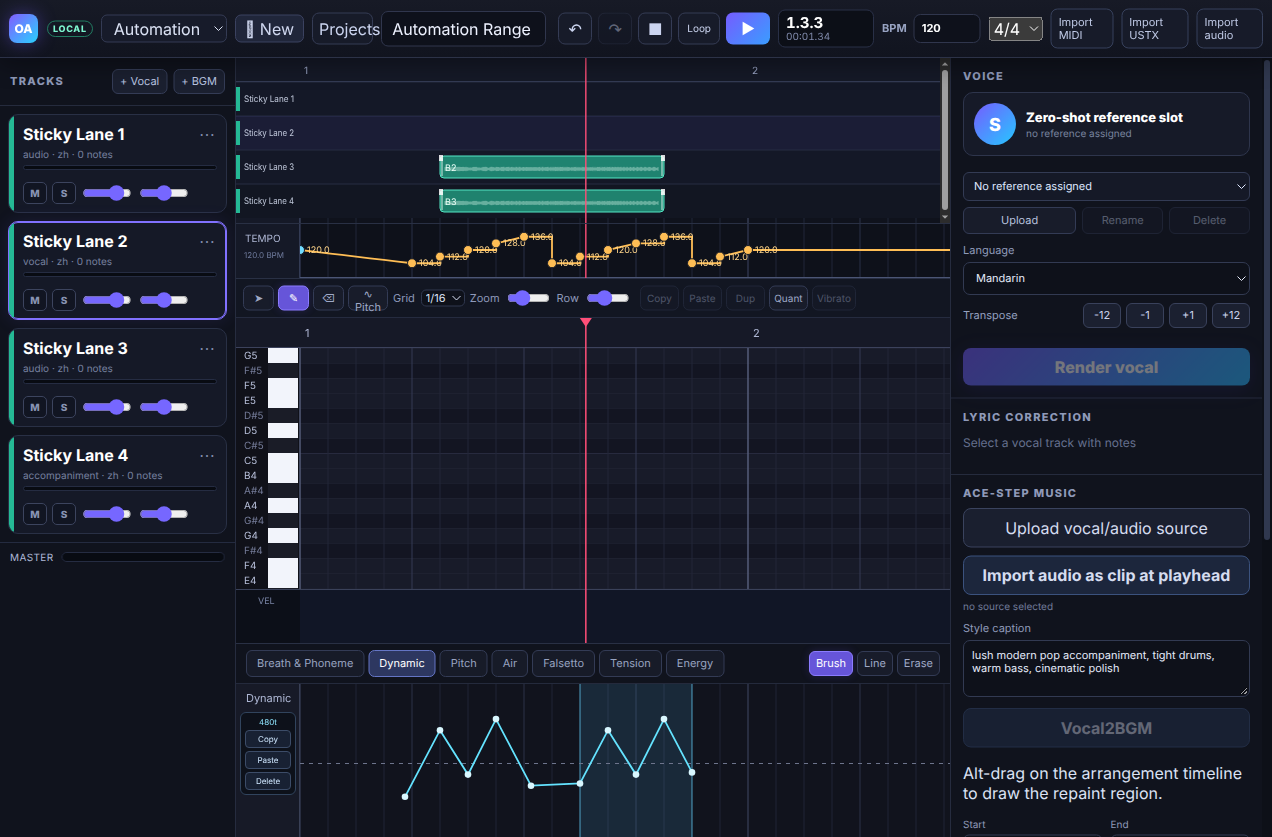 OA
LOCAL
Automation
New
Projects
Automation Range
Loop
1.3.3
00:01.34
BPM
120
4/4
Import MIDI
Import USTX
Import audio
TRACKS
+ Vocal
+ BGM
Sticky Lane 1
audio · zh · 0 notes
M
S
Sticky Lane 2
vocal · zh · 0 notes
M
S
Sticky Lane 3
audio · zh · 0 notes
M
S
Sticky Lane 4
accompaniment · zh · 0 notes
M
S
MASTER
1
2
Sticky Lane 1
Sticky Lane 2
Sticky Lane 3
B2
Sticky Lane 4
B3
TEMPO
120.0 BPM
120.0
104.0
112.0
120.0
128.0
136.0
104.0
112.0
120.0
128.0
136.0
104.0
112.0
120.0
Pitch
Grid
1/16
Zoom
Row
Copy
Paste
Dup
Quant
Vibrato
1
2
G5
F#5
F5
E5
D#5
D5
C#5
C5
B4
A#4
A4
G#4
G4
F#4
F4
E4
VEL
Breath & Phoneme
Dynamic
Pitch
Air
Falsetto
Tension
Energy
Brush
Line
Erase
Dynamic
480t
Copy
Paste
Delete
VOICE
S
Zero-shot reference slot
no reference assigned
No reference assigned
Upload
Rename
Delete
Language
Mandarin
Transpose
-12
-1
+1
+12
Render vocal
LYRIC CORRECTION
Select a vocal track with notes
ACE-STEP MUSIC
Upload vocal/audio source
Import audio as clip at playhead
no source selected
Style caption
lush modern pop accompaniment, tight drums,
warm bass, cinematic polish
Vocal2BGM
Alt-drag on the arrangement timeline
to draw the repaint region.
Start
End